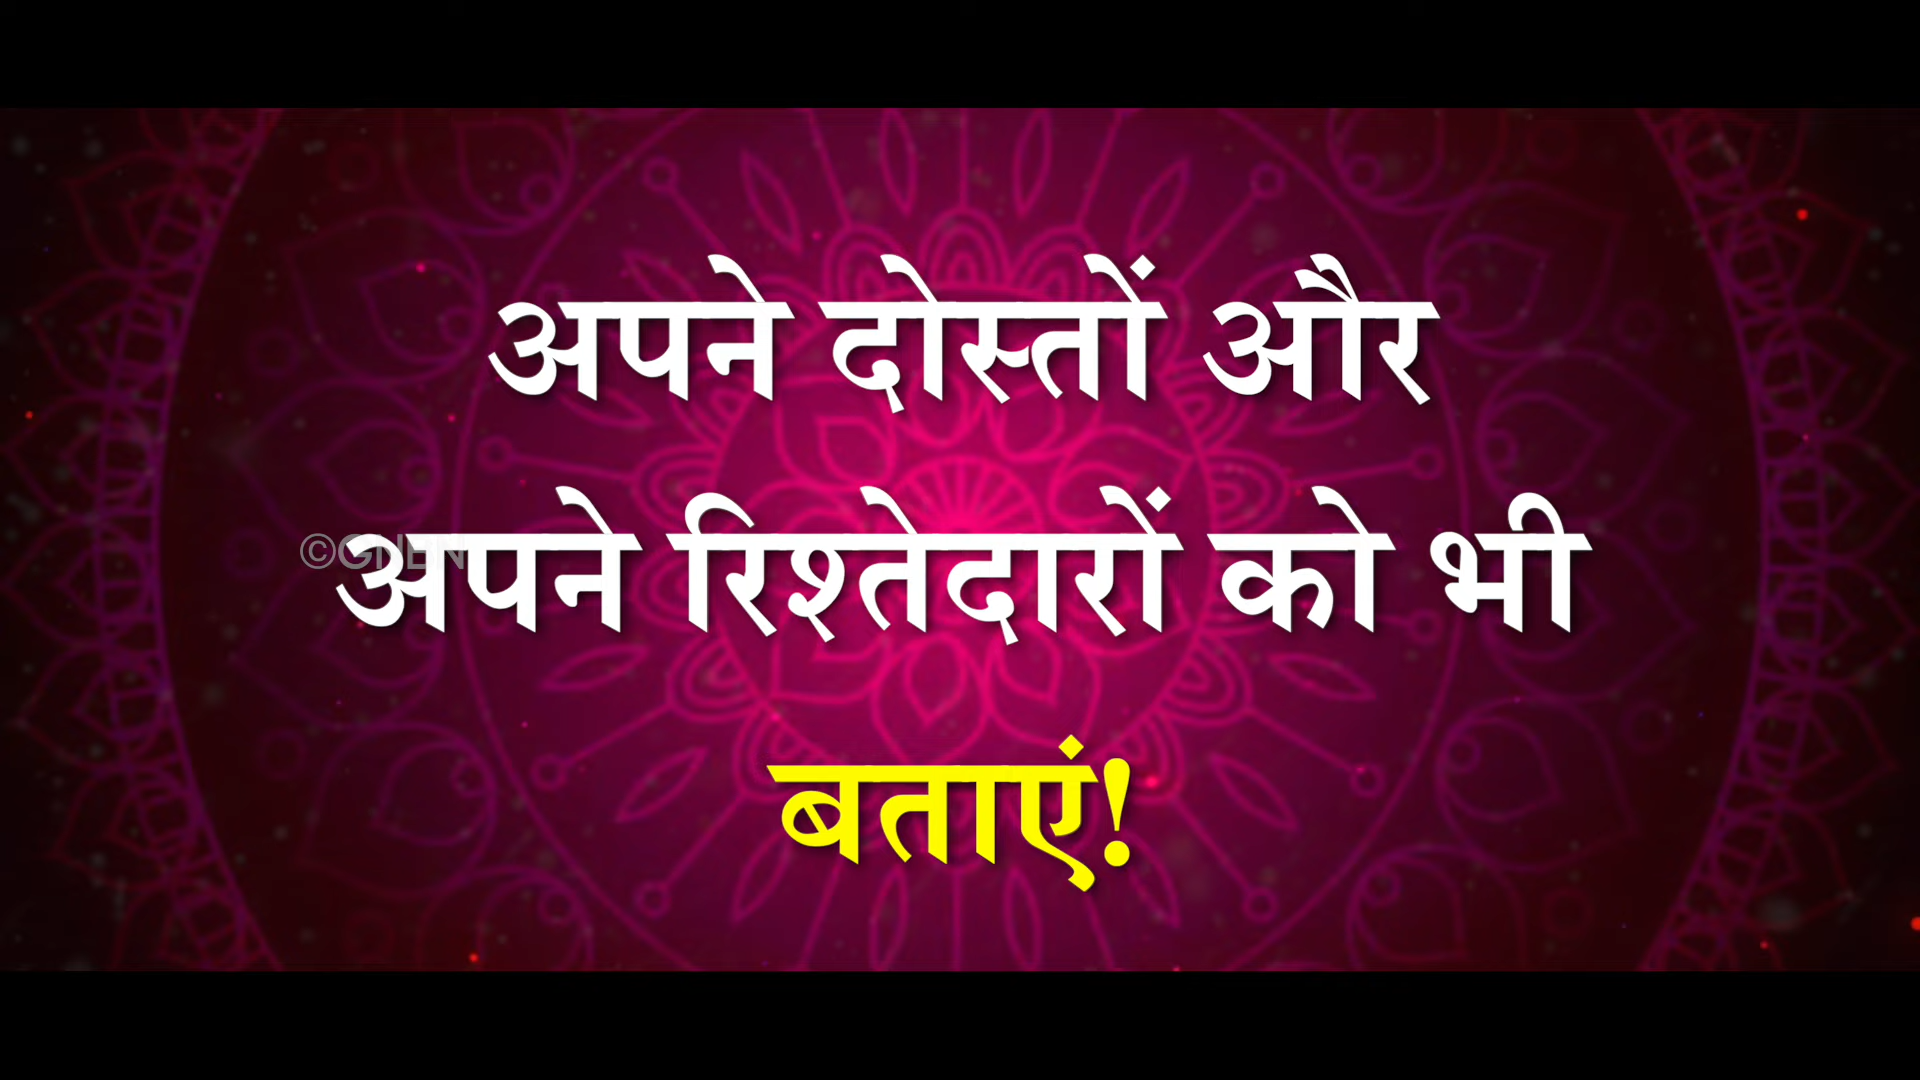 अपने दोस्तों और
अपने रिश्तेदारों को भी
बताएं!